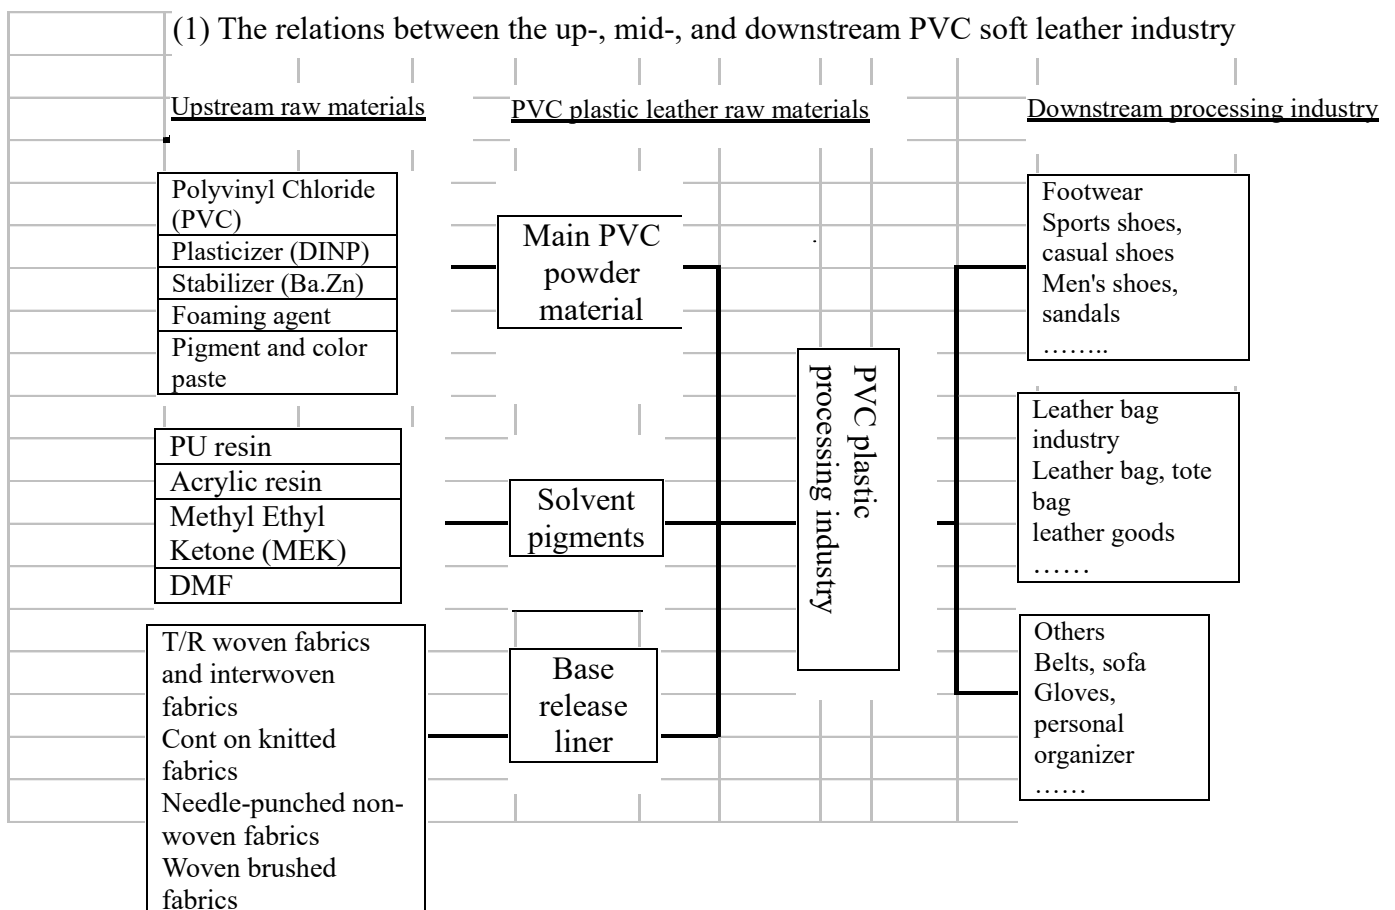 (1) The relations between the up-, mid-, and downstream PVC soft leather industry
Upstream raw materials
PVC plastic leather raw materials
Downstream processing industry
Polyvinyl Chloride
(PVC)
Plasticizer (DINP)
Stabilizer (Ba.Zn)
Foaming agent
Pigment and color
paste
PU resin
Acrylic resin
Methyl Ethyl
Ketone (MEK)
DMF
T/R woven fabrics
and interwoven
fabrics
Cont on knitted
fabrics
Needle-punched non-
woven fabrics
Woven brushed
fabrics
Main PVC
powder
material
Solvent
pigments
Base
release
liner
PVC plastic
processing industry
Footwear
Sports shoes,
casual shoes
Men's shoes,
sandals
……..
Leather bag
industry
Leather bag, tote
bag
leather goods
……
Others
Belts, sofa
Gloves,
personal
organizer
……